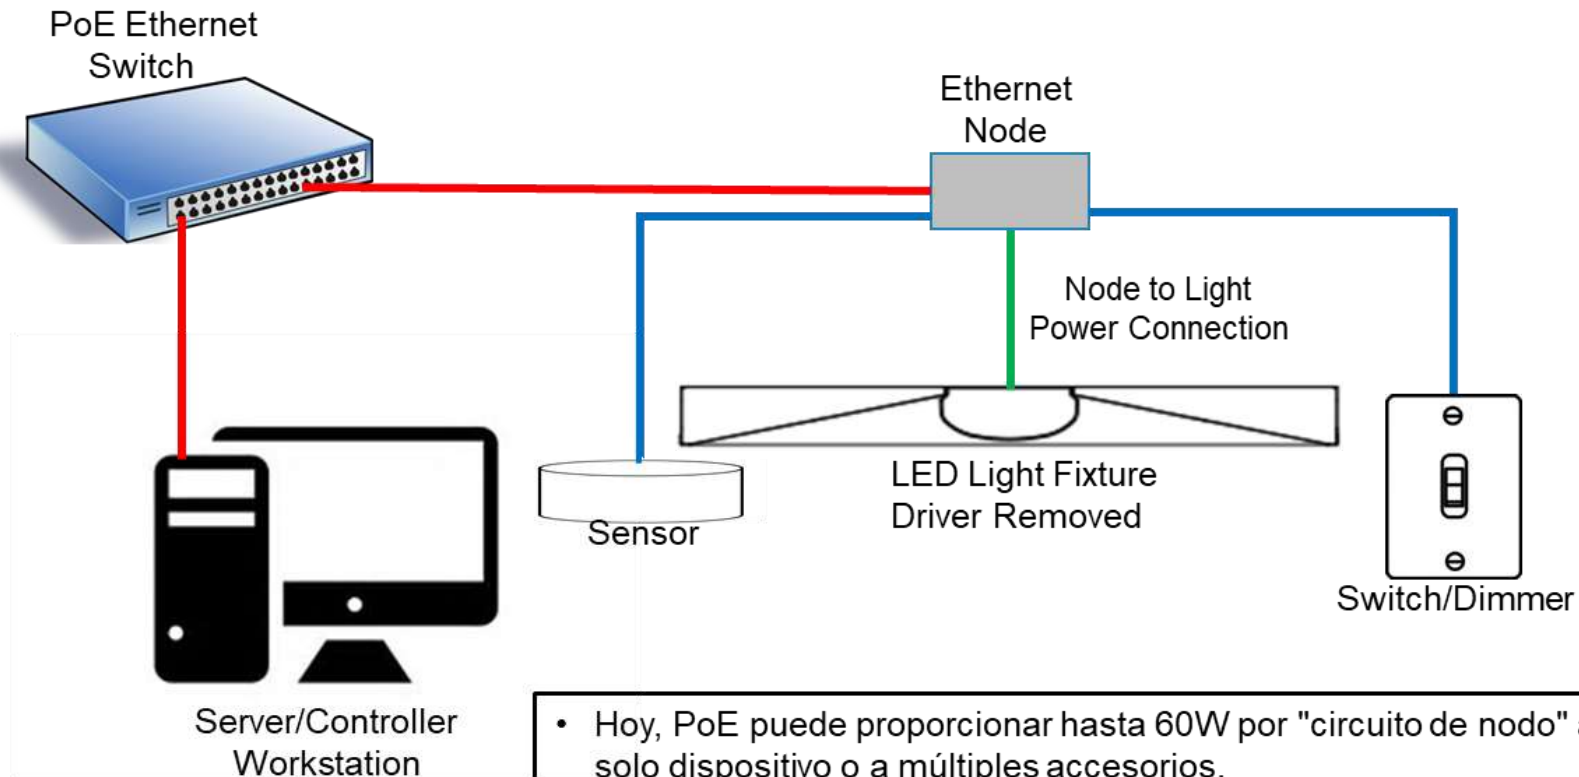 PoE Ethernet
Switch
Ethernet
Node
Node to Light
Power Connection
LED Light Fixture
Driver Removed
Sensor
Switch/Dimmer
Server/Controller
Workstation
• Hoy, PoE puede proporcionar hasta 60W por "circuito de nodo" a
solo dispositivo o a múltiples accesorios.